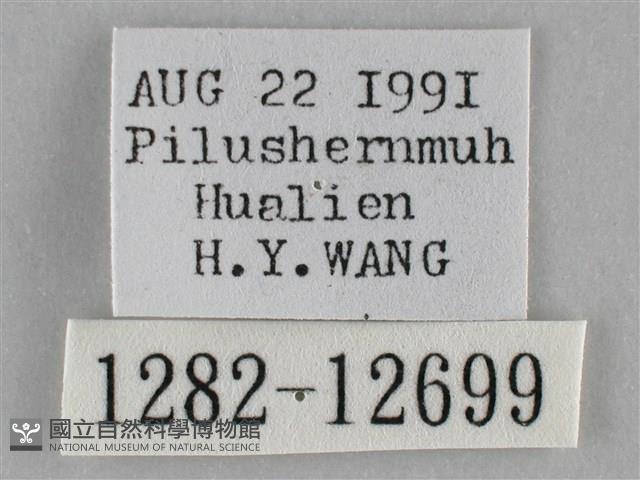 AUG 22 1991
Pilushernmuh
Hualien
H.Y.WANG
1282-12699
國立自然科學博物館
NATIONAL MUSEUM OF NATURAL SCIENCE